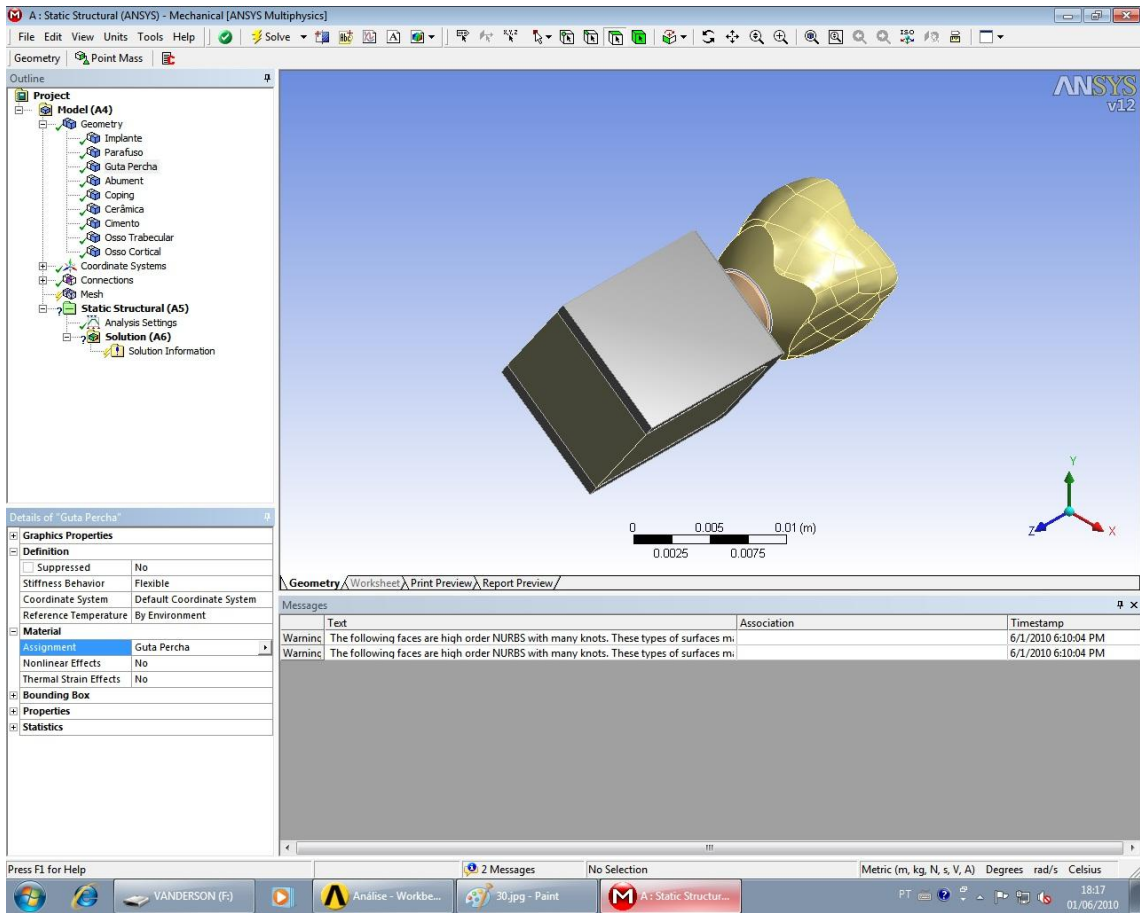 A : Static Structural (ANSYS) - Mechanical [ANSYS Multiphysics]
File Edit View Units Tools Help Solve
Geometry Point Mass
Outline
Project
Model (A4)
Geometry
Implante
Parafuso
Guta Percha
Abument
Coping
Cerâmica
Cimento
Osso Trabecular
Osso Cortical
Coordinate Systems
Connections
Mesh
Static Structural (A5)
Analysis Settings
Solution (A6)
Solution Information
ANSYS
v12
Y
Z X
0 0.005 0.01 (m)
0.0025 0.0075
Details of "Guta Percha"
Graphics Properties
Definition
Suppressed No
Stiffness Behavior Flexible
Coordinate System Default Coordinate System
Reference Temperature By Environment
Material
Assignment Guta Percha
Nonlinear Effects No
Thermal Strain Effects No
Bounding Box
Properties
Statistics
Geometry Worksheet Print Preview Report Preview
Messages
Text Association Timestamp
Warning The following faces are high order NURBS with many knots. These types of surfaces m 6/1/2010 6:10:04 PM
Warning The following faces are high order NURBS with many knots. These types of surfaces m 6/1/2010 6:10:04 PM
Press F1 for Help 2 Messages No Selection Metric (m, kg, N, s, V, A) Degrees rad/s Celsius
VANDERSON (F:) Análise - Workbe... 30.jpg - Paint A : Static Structur... PT 18:17
01/06/2010